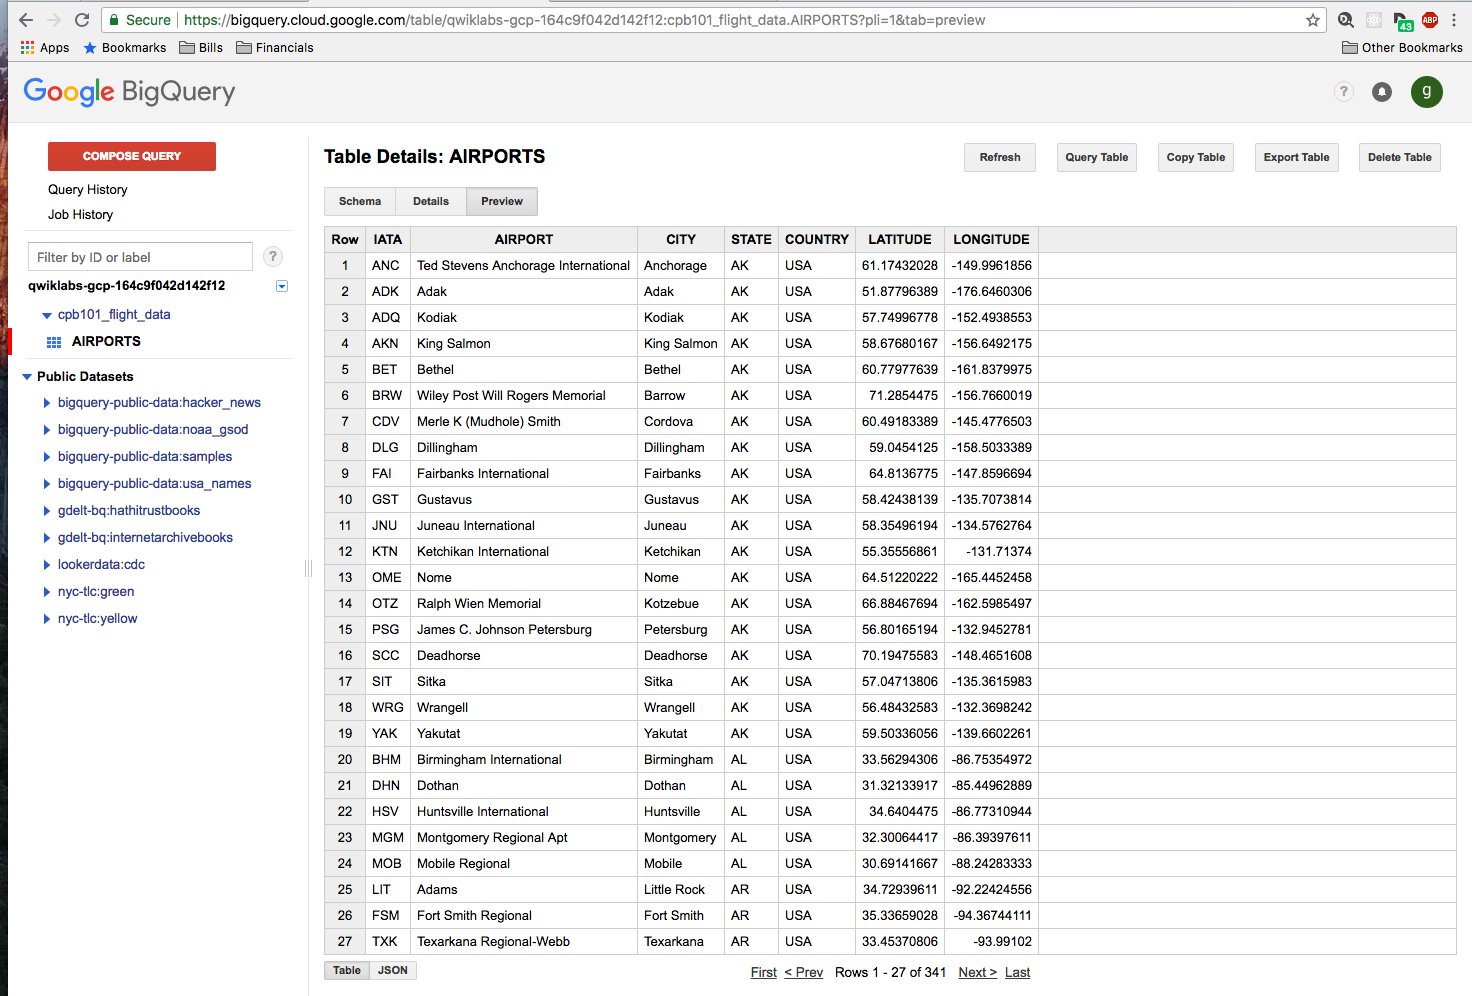 Secure https://bigquery.cloud.google.com/table/qwiklabs-gcp-164c9f042d142f12:cpb101_flight_data.AIRPORTS?pli=1&tab=preview 43 ABP
Apps Bookmarks Bills Financials Other Bookmarks
Google BigQuery ? g
COMPOSE QUERY
Query History
Job History
Filter by ID or label ?
qwiklabs-gcp-164c9f042d142f12
cpb101_flight_data
AIRPORTS
Public Datasets
bigquery-public-data:hacker_news
bigquery-public-data:noaa_gsod
bigquery-public-data:samples
bigquery-public-data:usa_names
gdelt-bq:hathitrustbooks
gdelt-bq:internetarchivebooks
lookerdata:cdc
nyc-tlc:green
nyc-tlc:yellow
Table Details: AIRPORTS Refresh Query Table Copy Table Export Table Delete Table
Schema Details Preview
Row IATA AIRPORT CITY STATE COUNTRY LATITUDE LONGITUDE
1 ANC Ted Stevens Anchorage International Anchorage AK USA 61.17432028 -149.9961856
2 ADK Adak Adak AK USA 51.87796389 -176.6460306
3 ADQ Kodiak Kodiak AK USA 57.74996778 -152.4938553
4 AKN King Salmon King Salmon AK USA 58.67680167 -156.6492175
5 BET Bethel Bethel AK USA 60.77977639 -161.8379975
6 BRW Wiley Post Will Rogers Memorial Barrow AK USA 71.2854475 -156.7660019
7 CDV Merle K (Mudhole) Smith Cordova AK USA 60.49183389 -145.4776503
8 DLG Dillingham Dillingham AK USA 59.0454125 -158.5033389
9 FAI Fairbanks International Fairbanks AK USA 64.8136775 -147.8596694
10 GST Gustavus Gustavus AK USA 58.42438139 -135.7073814
11 JNU Juneau International Juneau AK USA 58.35496194 -134.5762764
12 KTN Ketchikan International Ketchikan AK USA 55.35556861 -131.71374
13 OME Nome Nome AK USA 64.51220222 -165.4452458
14 OTZ Ralph Wien Memorial Kotzebue AK USA 66.88467694 -162.5985497
15 PSG James C. Johnson Petersburg Petersburg AK USA 56.80165194 -132.9452781
16 SCC Deadhorse Deadhorse AK USA 70.19475583 -148.4651608
17 SIT Sitka Sitka AK USA 57.04713806 -135.3615983
18 WRG Wrangell Wrangell AK USA 56.48432583 -132.3698242
19 YAK Yakutat Yakutat AK USA 59.50336056 -139.6602261
20 BHM Birmingham International Birmingham AL USA 33.56294306 -86.75354972
21 DHN Dothan Dothan AL USA 31.32133917 -85.44962889
22 HSV Huntsville International Huntsville AL USA 34.6404475 -86.77310944
23 MGM Montgomery Regional Apt Montgomery AL USA 32.30064417 -86.39397611
24 MOB Mobile Regional Mobile AL USA 30.69141667 -88.24283333
25 LIT Adams Little Rock AR USA 34.72939611 -92.22424556
26 FSM Fort Smith Regional Fort Smith AR USA 35.33659028 -94.36744111
27 TXK Texarkana Regional-Webb Texarkana AR USA 33.45370806 -93.99102
Table JSON First < Prev Rows 1 - 27 of 341 Next > Last